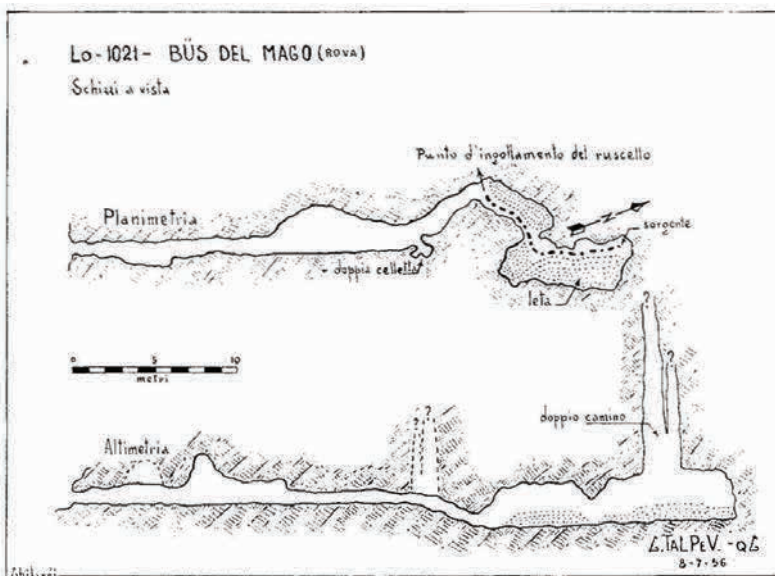 Lo-1021- BÜS DEL MAGO (ROVA)
Schizzi a vista
Punto d'ingottamento del ruscello
Planimetria
N
sorgente
doppia celletta
leta
0 5 10
metri
?
?
? ?
doppio camino
Altimetria
G.TALPEV. -QG
8-7-56